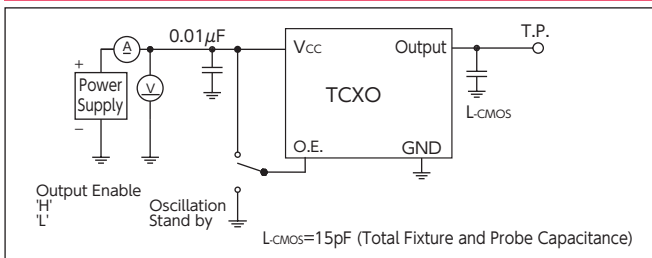 0.01μF
T.P.
A
Vcc
Output
+
Power
Supply
V
TCXO
L-CMOS
−
O.E.
GND
Output Enable
'H' Oscillation
'L' Stand by
L-CMOS=15pF (Total Fixture and Probe Capacitance)